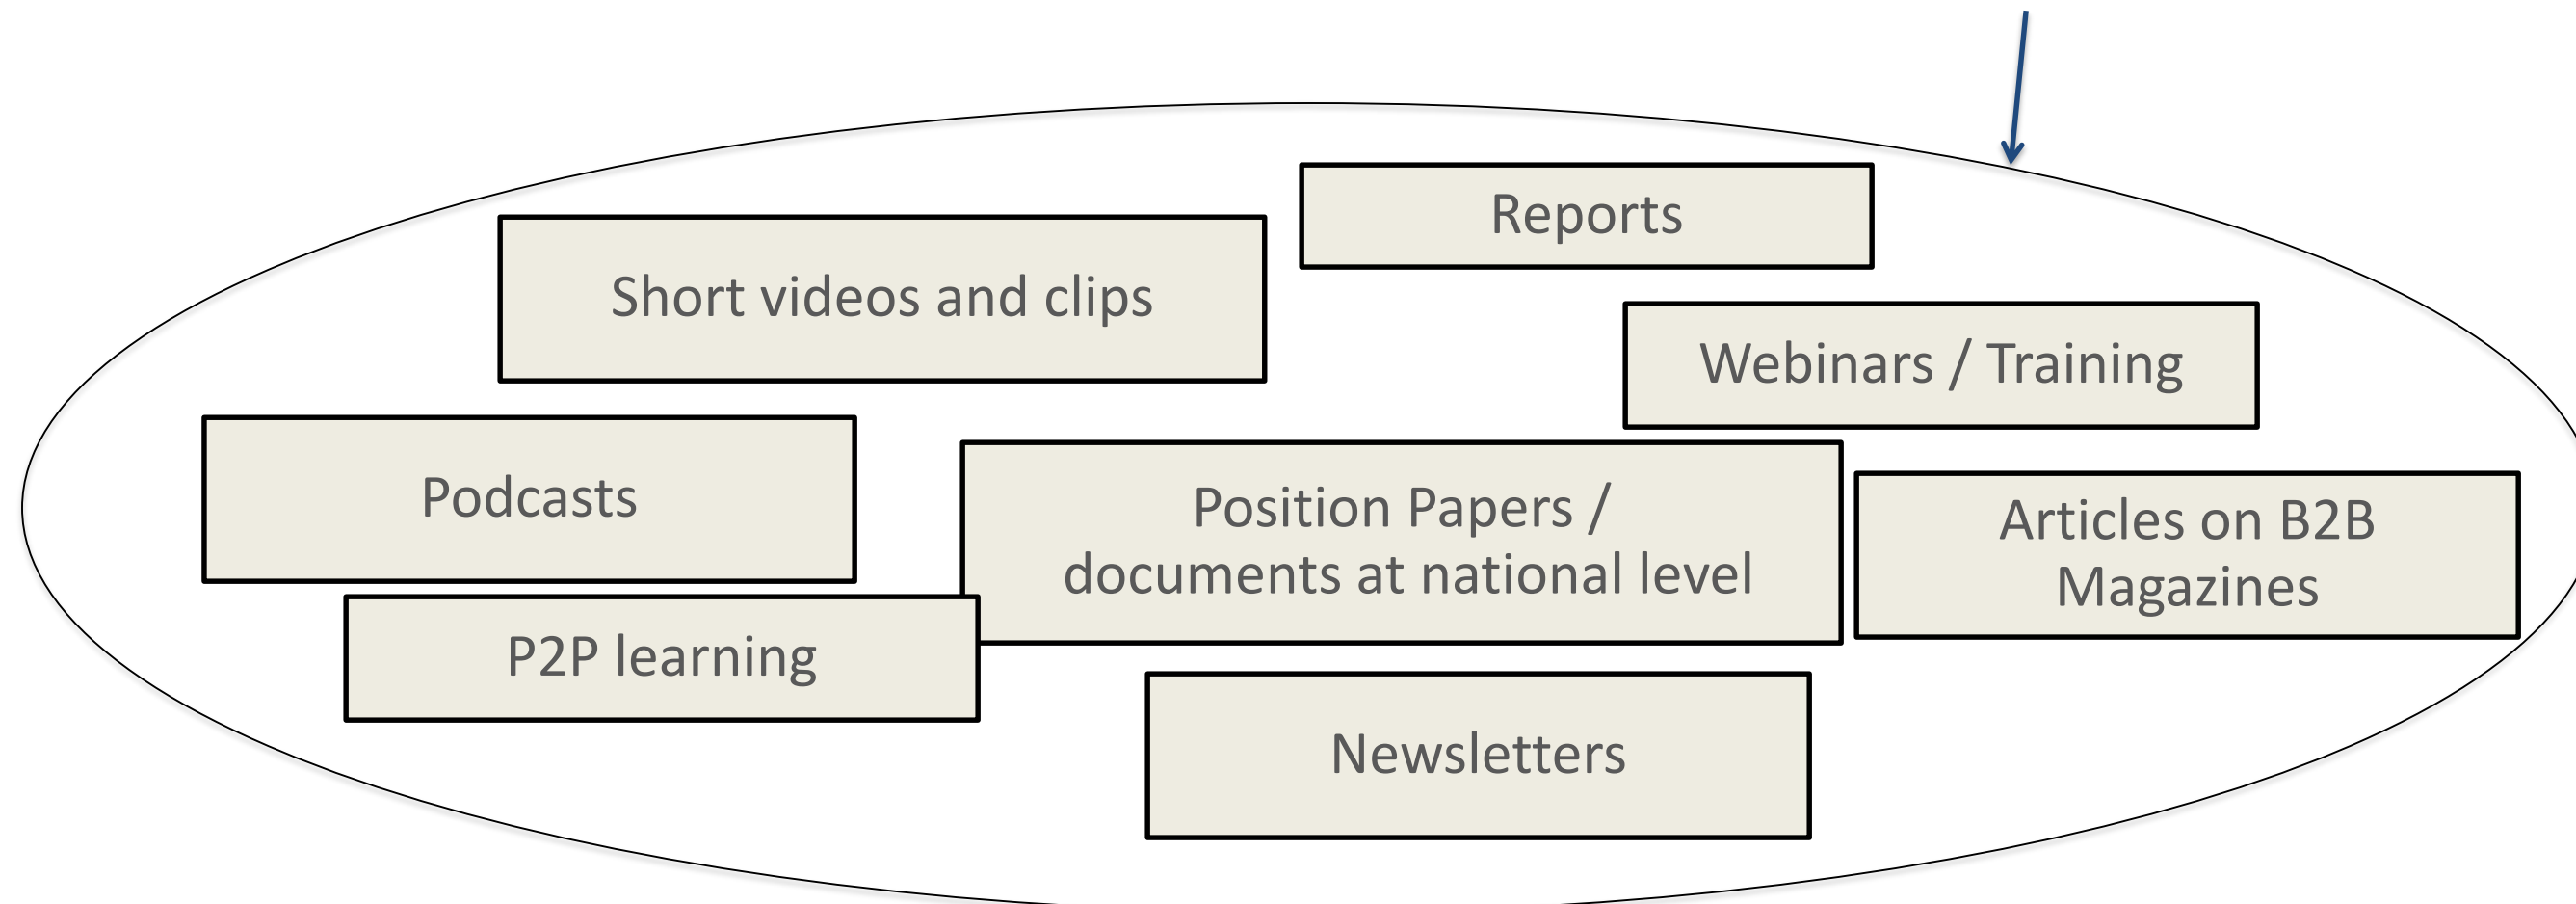 Reports
Short videos and clips
Webinars / Training
Podcasts
Position Papers /
documents at national level
Articles on B2B
Magazines
P2P learning
Newsletters